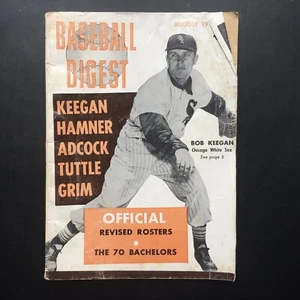 BASEBALL
DIGEST
AUGUST
KEEGAN
HAMNER
ADCOCK
TUTTLE
GRIM
BOB KEEGAN
Chicago White Sox
See page 5
OFFICIAL
REVISED ROSTERS
•
THE 70 BACHELORS